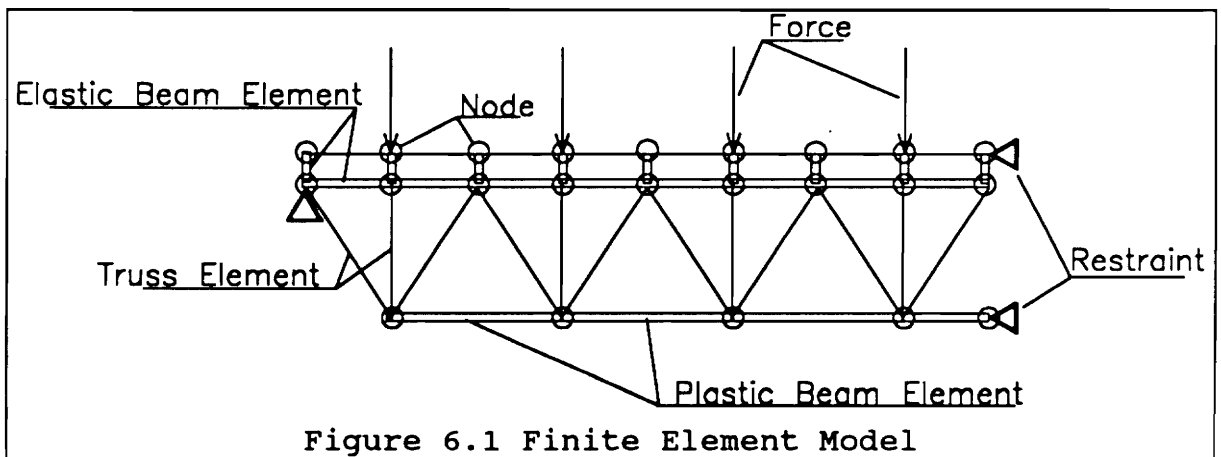 Force
Elastic Beam Element
Node
Truss Element
Restraint
Plastic Beam Element
Figure 6.1 Finite Element Model